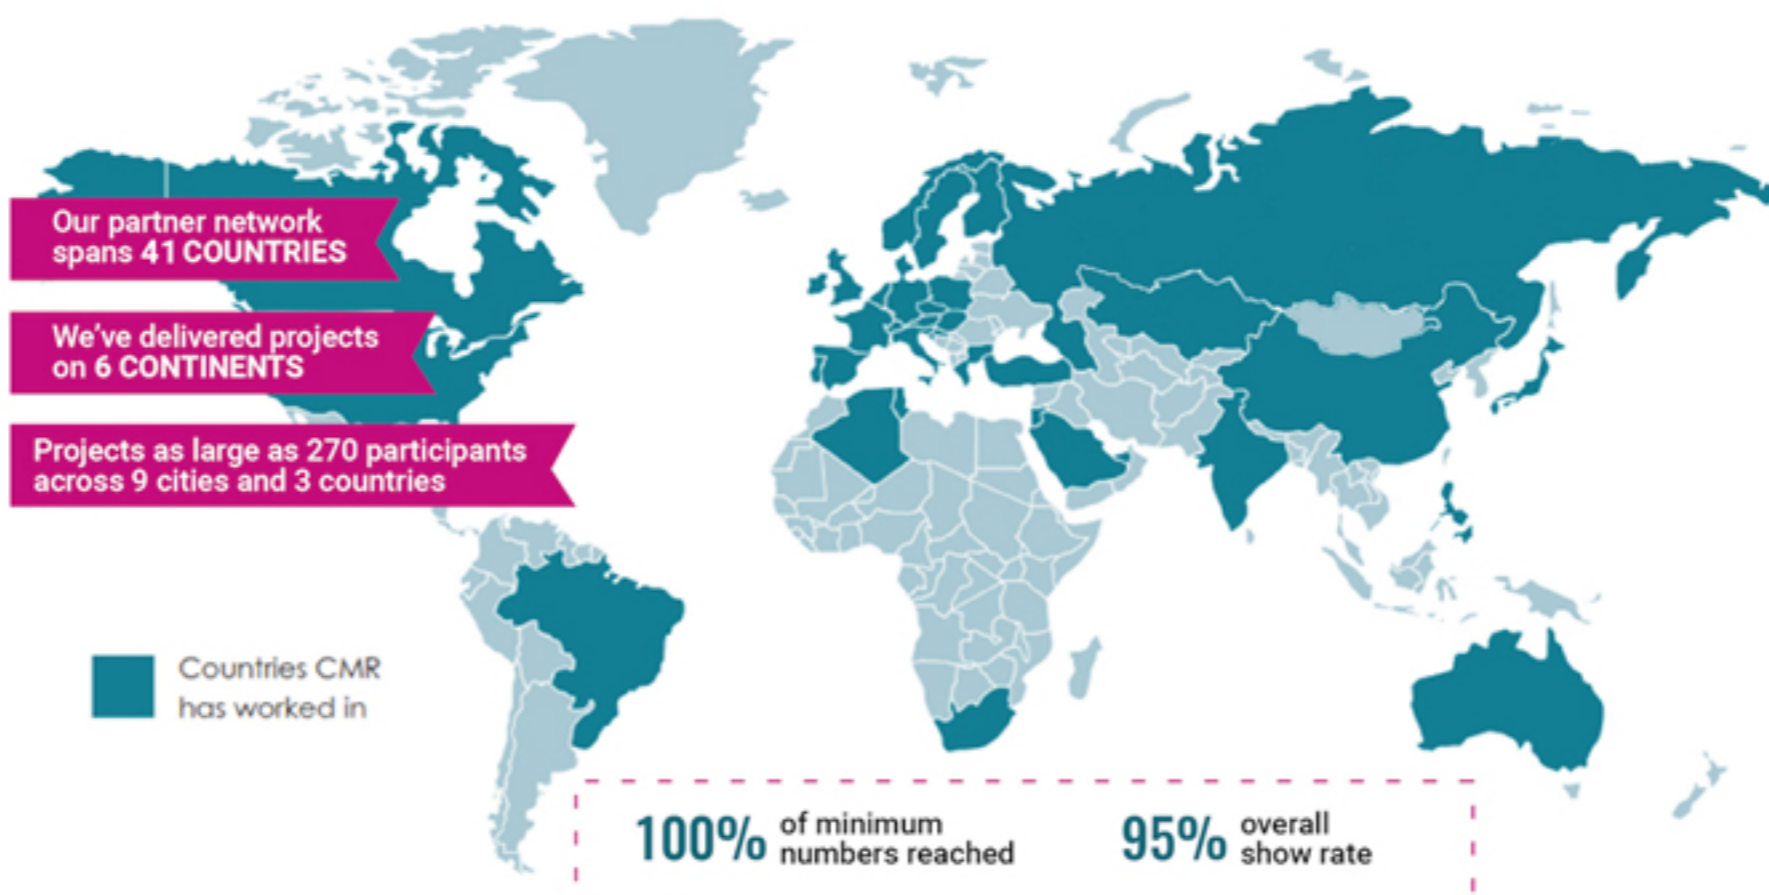 Our partner network
spans 41 COUNTRIES
We've delivered projects
on 6 CONTINENTS
Projects as large as 270 participants
across 9 cities and 3 countries
Countries CMR
has worked in
100% of minimum
numbers reached
95% overall
show rate